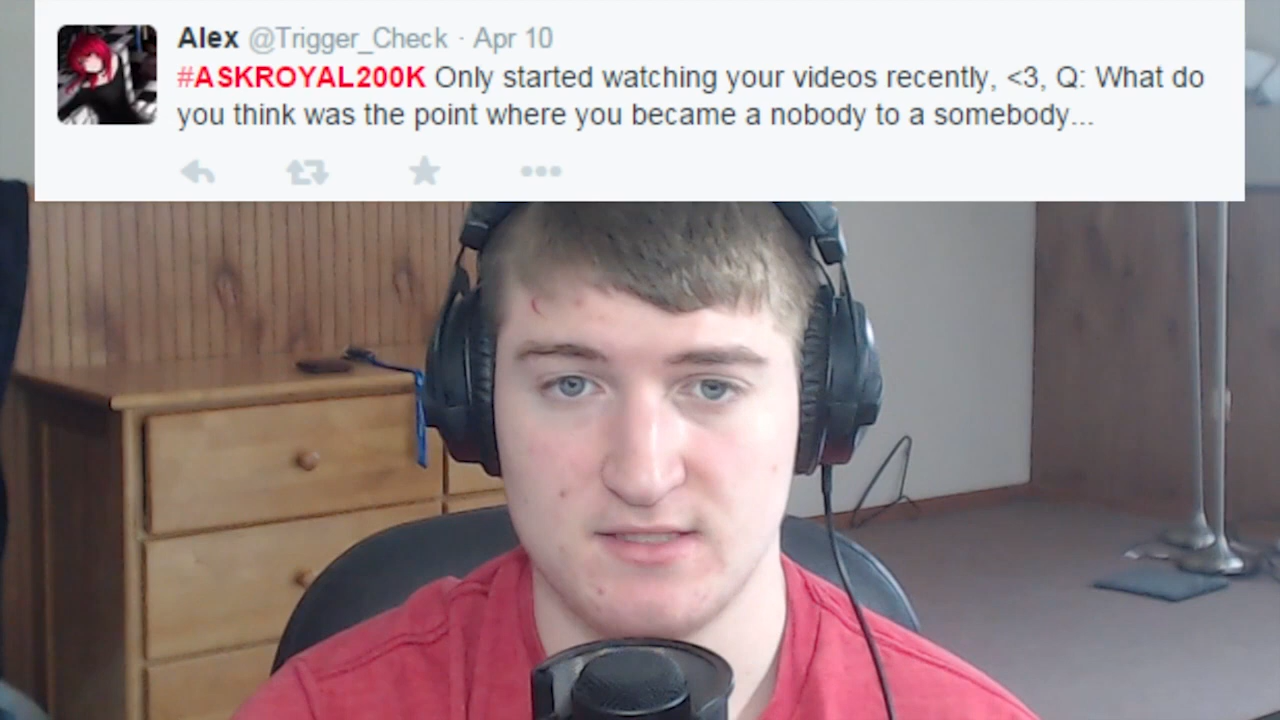 Alex @Trigger_Check · Apr 10
#ASKROYAL200K Only started watching your videos recently, <3, Q: What do
you think was the point where you became a nobody to a somebody...